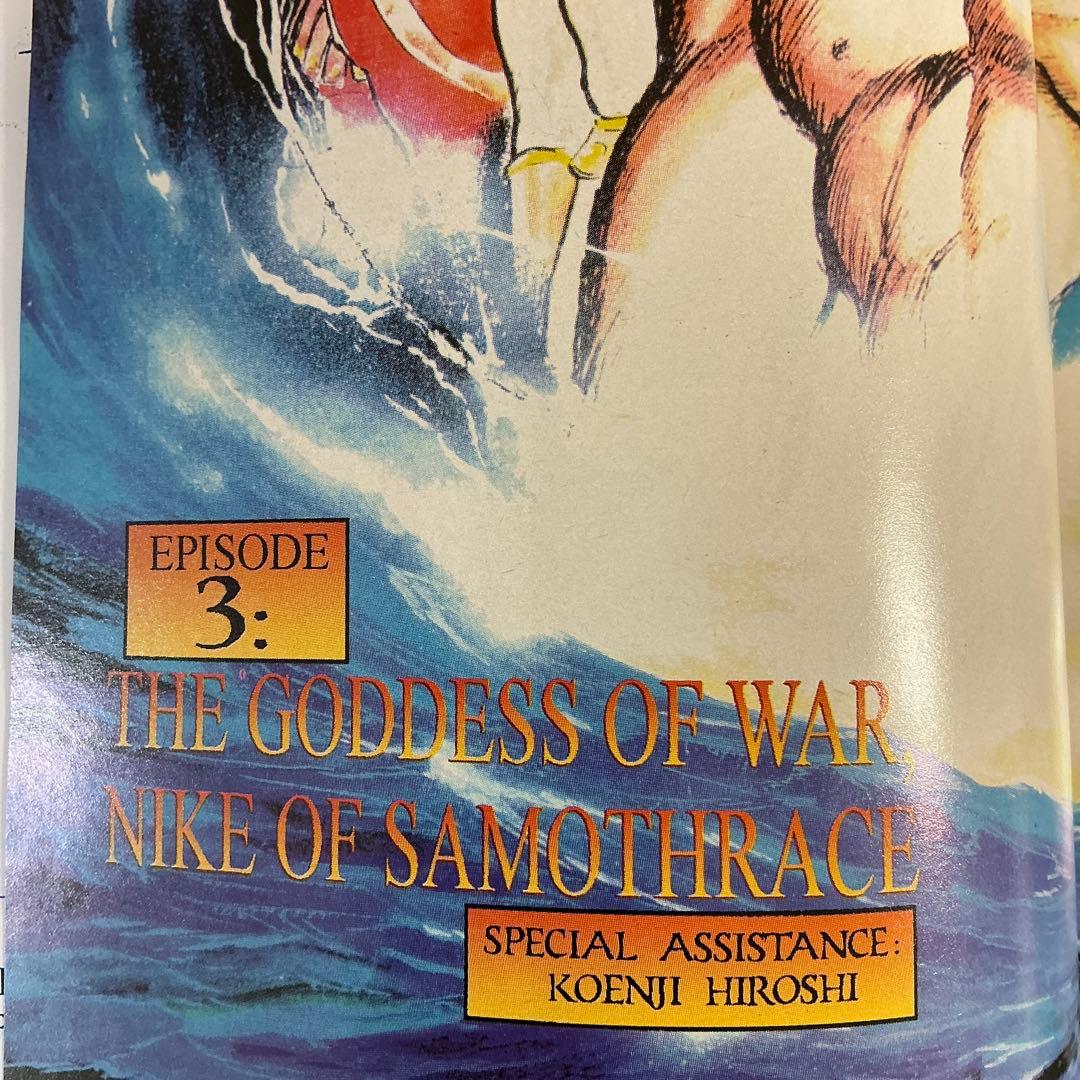 EPISODE
3:
THE GODDESS OF WAR,
NIKE OF SAMOTHRACE
SPECIAL ASSISTANCE:
KOENJI HIROSHI